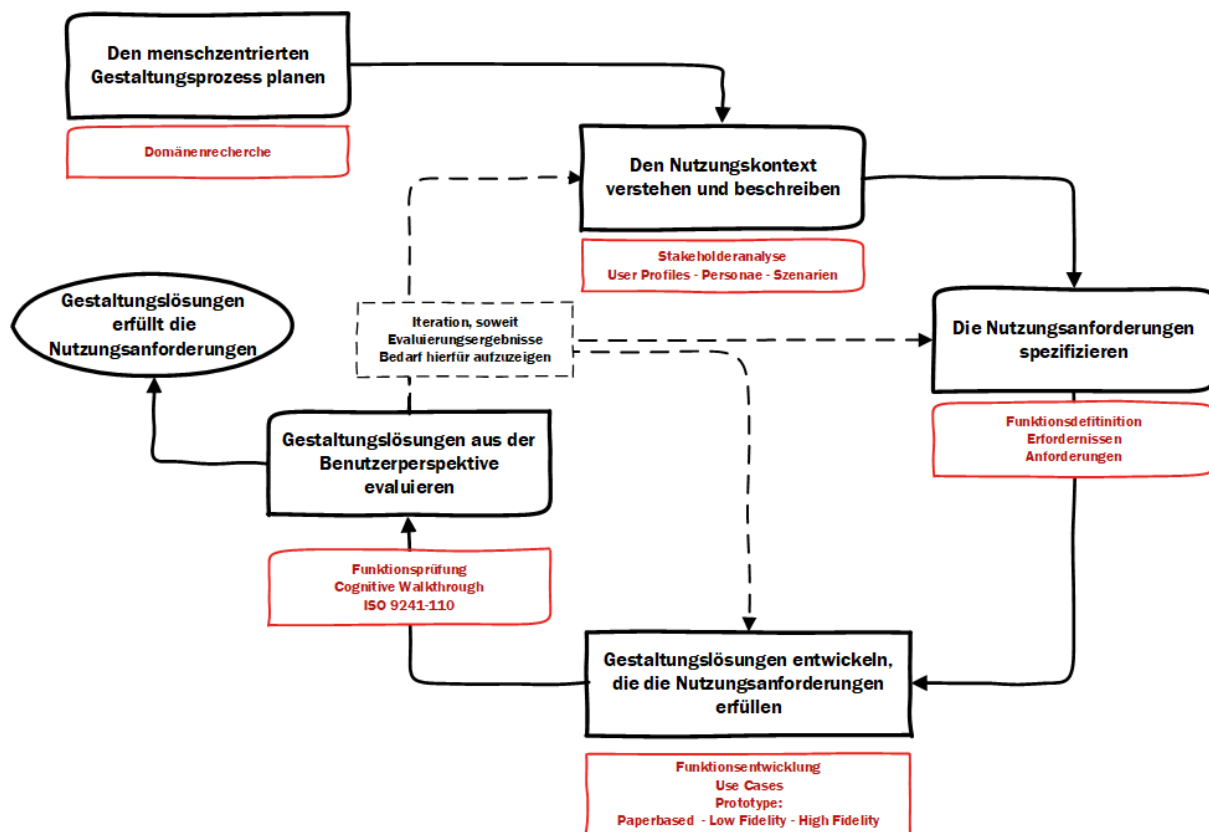 Den menschzentrierten
Gestaltungsprozess planen
Domänenrecherche
Den Nutzungskontext
verstehen und beschreiben
Stakeholderanalyse
User Profiles - Personae - Szenarien
Gestaltungslösungen
erfüllt die
Nutzungsanforderungen
Iteration, soweit
Evaluierungsergebnisse
Bedarf hierfür aufzuzeigen
Die Nutzungsanforderungen
spezifizieren
Funktionsdefitinition
Erfordernissen
Anforderungen
Gestaltungslösungen aus der
Benutzerperspektive
evaluieren
Funktionsprüfung
Cognitive Walkthrough
ISO 9241-110
Gestaltungslösungen entwickeln,
die die Nutzungsanforderungen
erfüllen
Funktionsentwicklung
Use Cases
Prototype:
Paperbased - Low Fidelity - High Fidelity